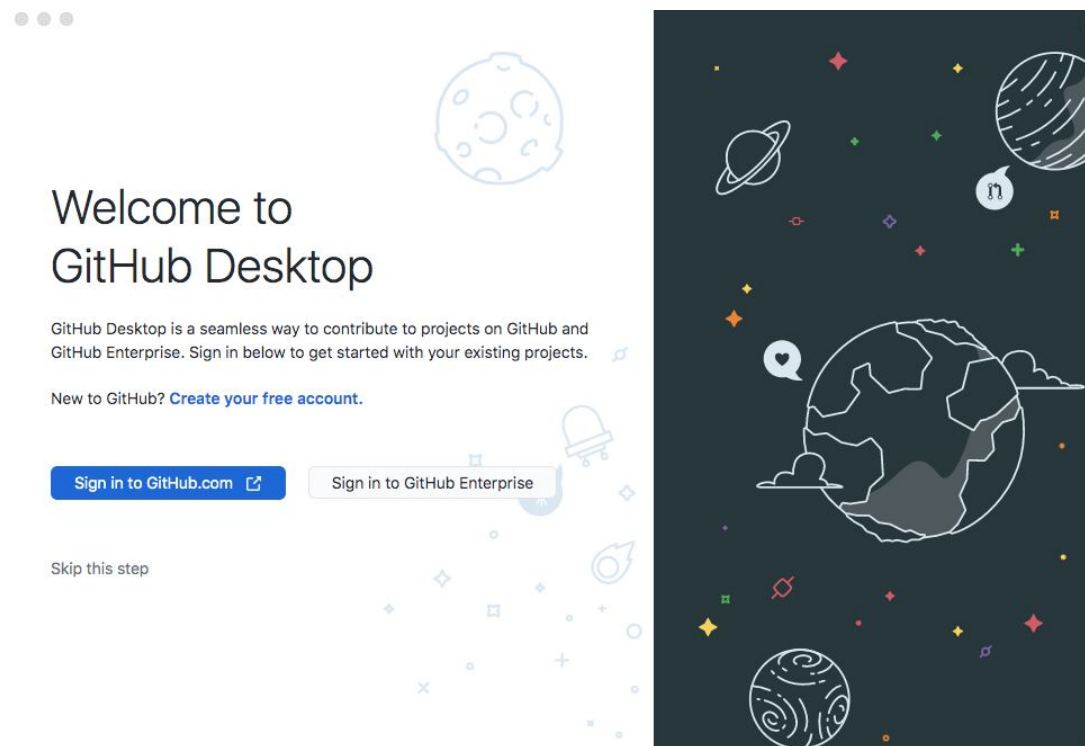 Welcome to
GitHub Desktop
GitHub Desktop is a seamless way to contribute to projects on GitHub and
GitHub Enterprise. Sign in below to get started with your existing projects.
New to GitHub? Create your free account.
Sign in to GitHub.com
Sign in to GitHub Enterprise
Skip this step